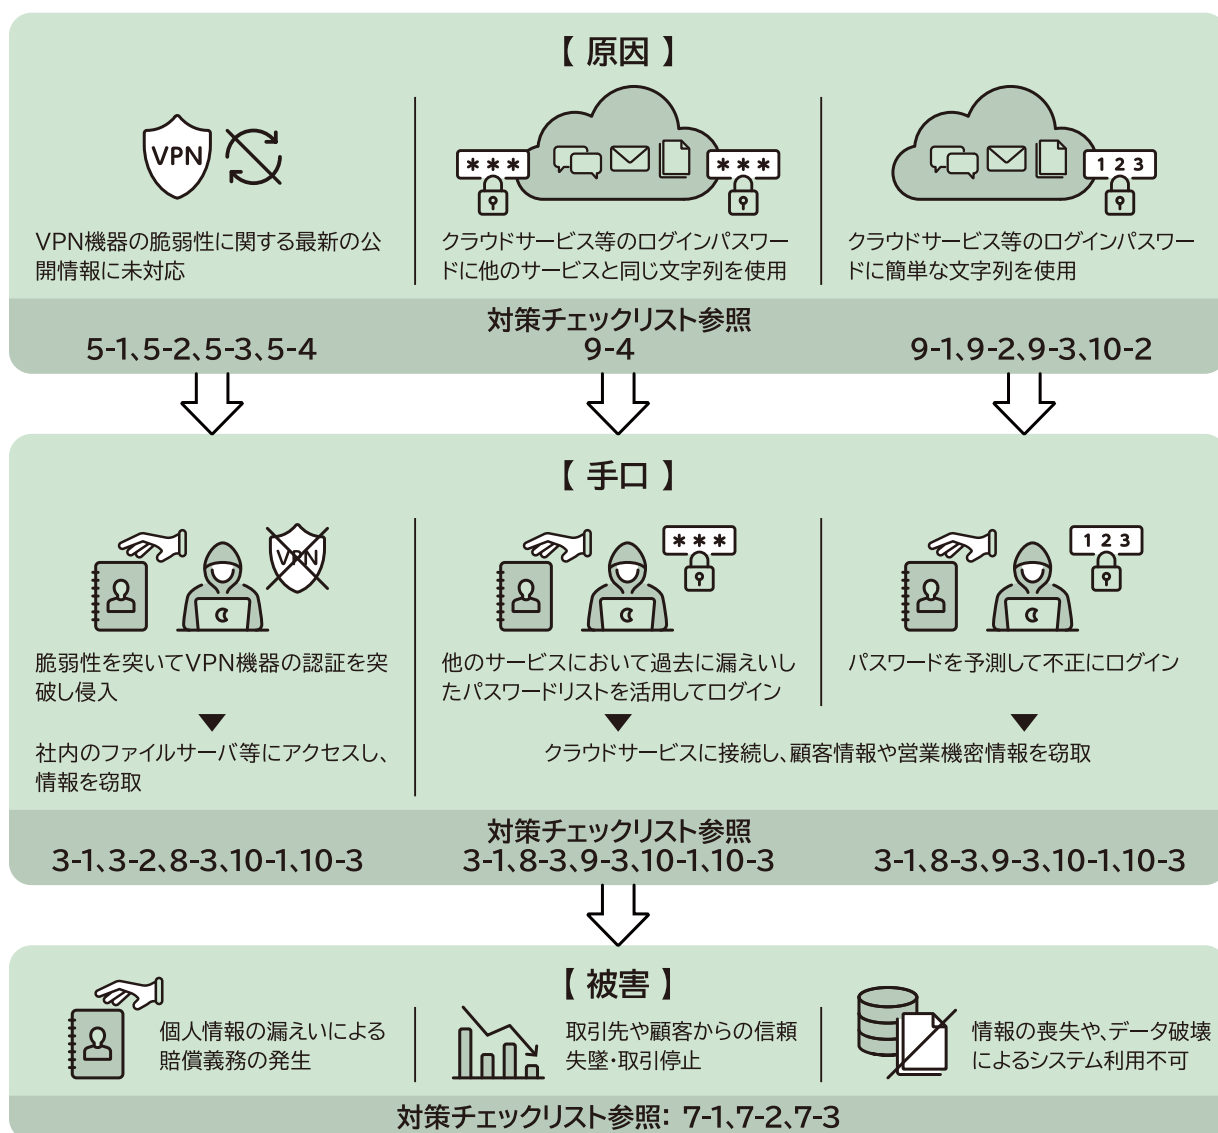 【 原因 】
VPN
***
***
1 2 3
VPN機器の脆弱性に関する最新の公
開情報に未対応
クラウドサービス等のログインパスワー
ドに他のサービスと同じ文字列を使用
クラウドサービス等のログインパスワー
ドに簡単な文字列を使用
対策チェックリスト参照
5-1、5-2、5-3、5-4
9-4
9-1、9-2、9-3、10-2
【 手口 】
VPN
***
1 2 3
脆弱性を突いてVPN機器の認証を突
破し侵入
他のサービスにおいて過去に漏えいし
たパスワードリストを活用してログイン
パスワードを予測して不正にログイン
社内のファイルサーバ等にアクセスし、
情報を窃取
クラウドサービスに接続し、顧客情報や営業機密情報を窃取
対策チェックリスト参照
3-1、3-2、8-3、10-1、10-3
3-1、8-3、9-3、10-1、10-3
3-1、8-3、9-3、10-1、10-3
【 被害 】
個人情報の漏えいによる
賠償義務の発生
取引先や顧客からの信頼
失墜・取引停止
情報の喪失や、データ破壊
によるシステム利用不可
対策チェックリスト参照: 7-1、7-2、7-3